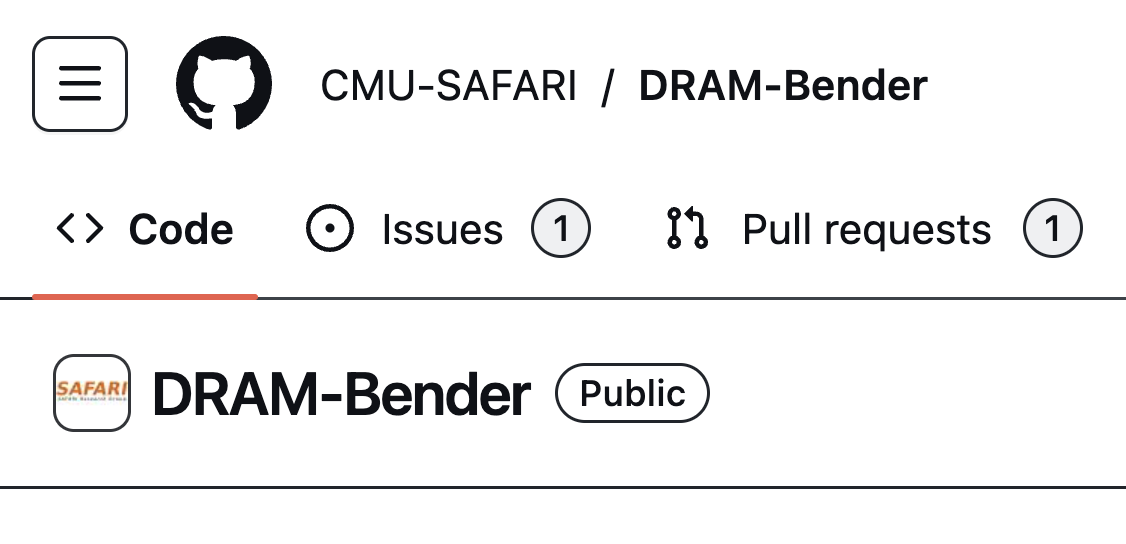 CMU-SAFARI / DRAM-Bender
Code Issues 1 Pull requests 1
SAFARI
DRAM-Bender Public